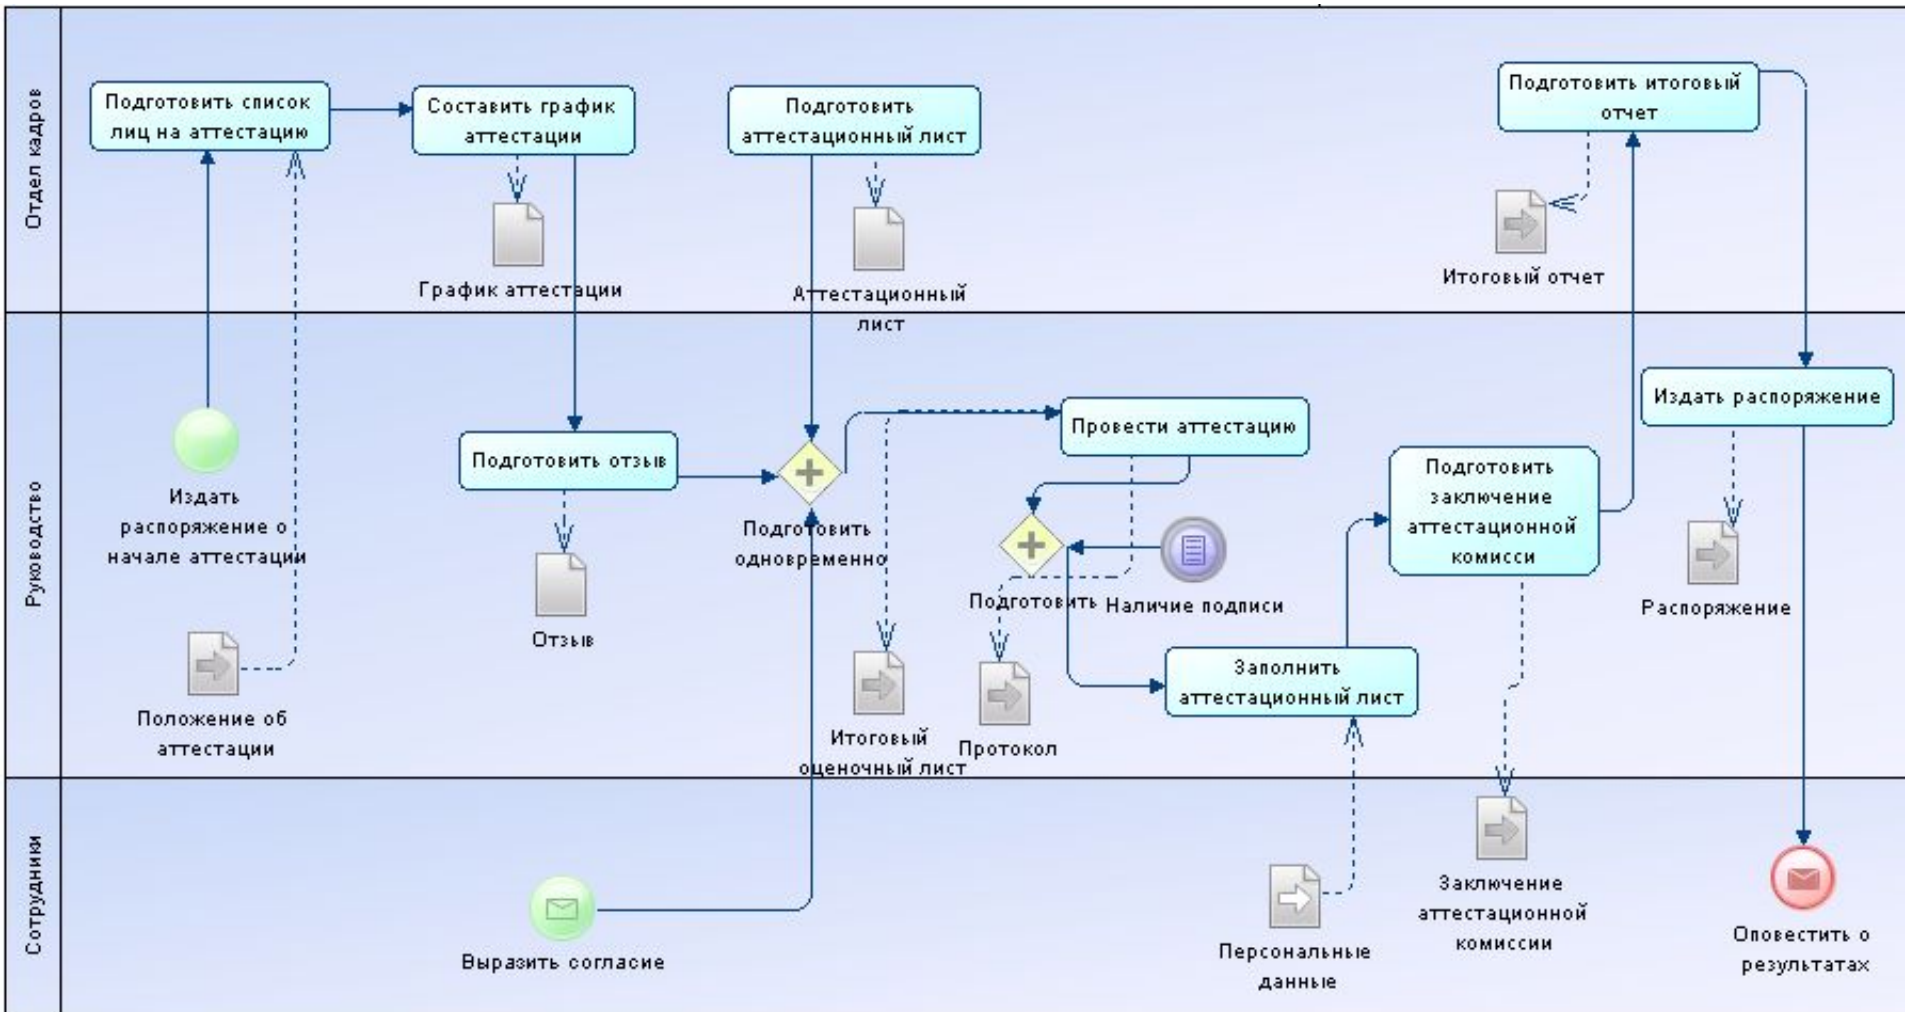 Отдел кадров
Подготовить список
лиц на аттестацию
Составить график
аттестации
Подготовить
аттестационный лист
Подготовить итоговый
отчет
График аттестации
Аттестационный
лист
Итоговый отчет
Руководство
Издать
распоряжение о
начале аттестации
Положение об
аттестации
Подготовить отзыв
Отзыв
Подготовить
одновременно
Провести аттестацию
Подготовить
Наличие подписи
Итоговый
оценочный лист
Протокол
Заполнить
аттестационный лист
Подготовить
заключение
аттестационной
комисси
Издать распоряжение
Распоряжение
Сотрудники
Выразить согласие
Персональные
данные
Заключение
аттестационной
комиссии
Оповестить о
результатах